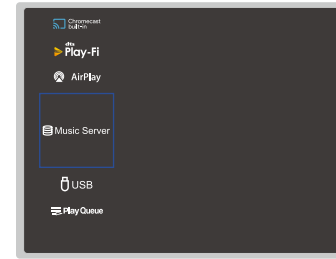 Chromecast
built-in
dts
Play-Fi
AirPlay
Music Server
USB
Play Queue